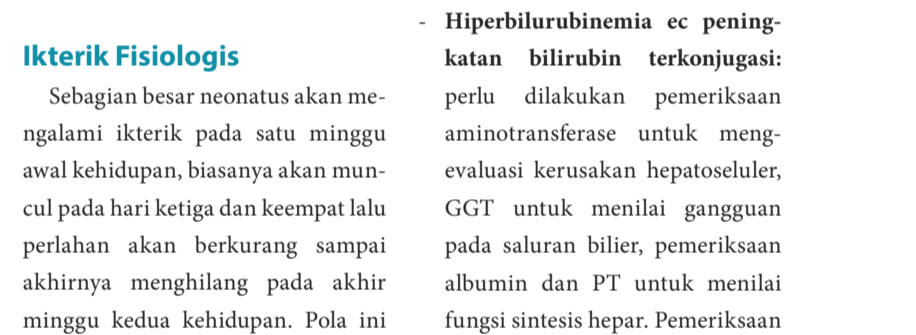 Ikterik Fisiologis
Sebagian besar neonatus akan me-
ngalami ikterik pada satu minggu
awal kehidupan, biasanya akan mun-
cul pada hari ketiga dan keempat lalu
perlahan akan berkurang sampai
akhirnya menghilang pada akhir
minggu kedua kehidupan. Pola ini
- Hiperbilurubinemia ec pening-
katan bilirubin terkonjugasi:
perlu dilakukan pemeriksaan
aminotransferase untuk meng-
evaluasi kerusakan hepatoseluler,
GGT untuk menilai gangguan
pada saluran bilier, pemeriksaan
albumin dan PT untuk menilai
fungsi sintesis hepar. Pemeriksaan